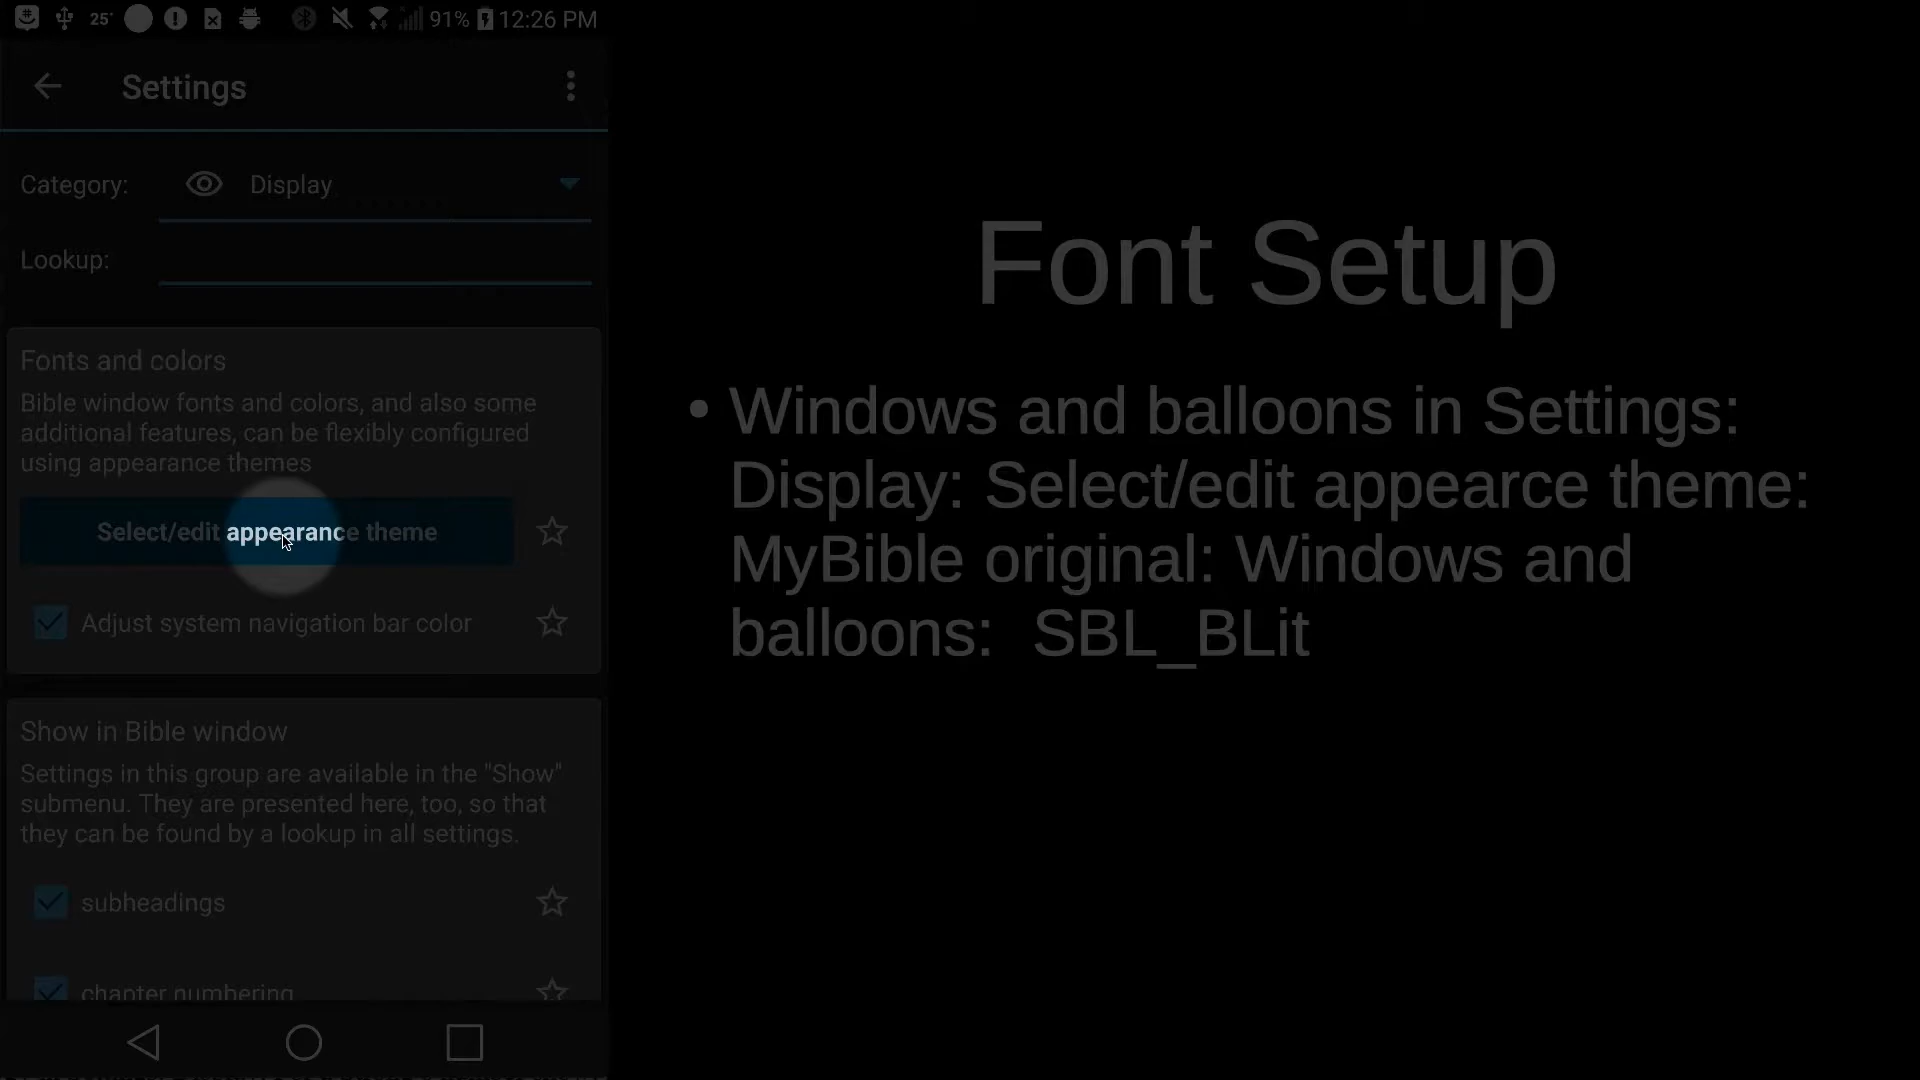 25° 91% 12:26 PM
Settings
Category: Display
Lookup:
Fonts and colors
Bible window fonts and colors, and also some
additional features, can be flexibly configured
using appearance themes
Select/edit appearance theme
Adjust system navigation bar color
Show in Bible window
Settings in this group are available in the "Show"
submenu. They are presented here, too, so that
they can be found by a lookup in all settings.
subheadings
chapter numbering
Font Setup
• Windows and balloons in Settings:
Display: Select/edit appearce theme:
MyBible original: Windows and
balloons: SBL_BLit